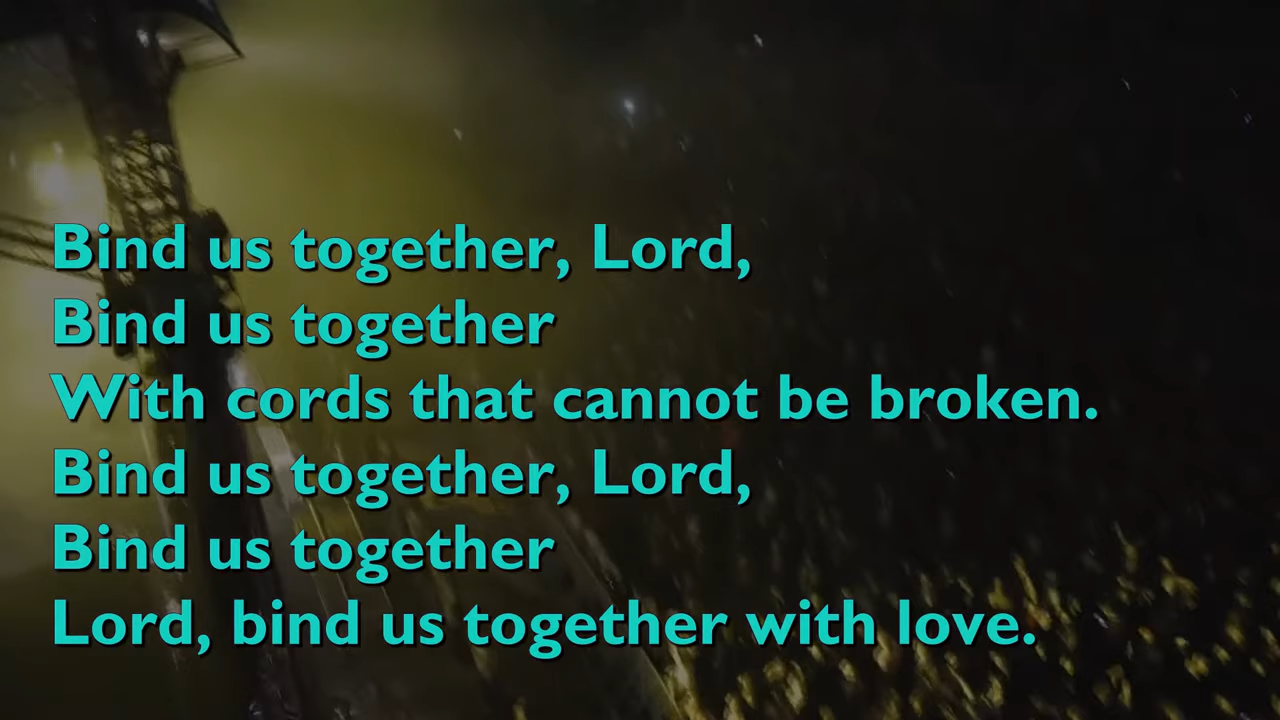 Bind us together, Lord,
Bind us together
With cords that cannot be broken.
Bind us together, Lord,
Bind us together
Lord, bind us together with love.